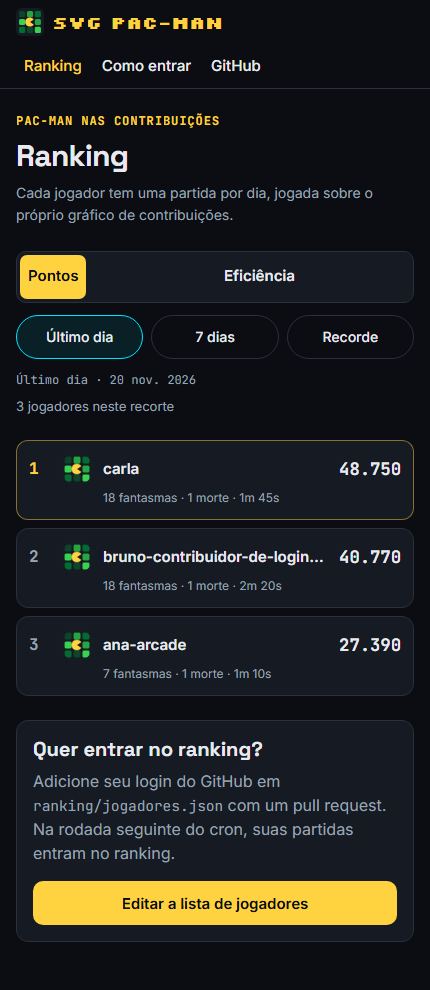 SVG PAC-MAN
Ranking Como entrar GitHub
PAC-MAN NAS CONTRIBUIÇÕES
Ranking
Cada jogador tem uma partida por dia, jogada sobre o
próprio gráfico de contribuições.
Pontos Eficiência
Último dia 7 dias Recorde
Último dia · 20 nov. 2026
3 jogadores neste recorte
1 carla 48.750
18 fantasmas · 1 morte · 1m 45s
2 bruno-contribuidor-de-login... 40.770
18 fantasmas · 1 morte · 2m 20s
3 ana-arcade 27.390
7 fantasmas · 1 morte · 1m 10s
Quer entrar no ranking?
Adicione seu login do GitHub em
ranking/jogadores.json com um pull request.
Na rodada seguinte do cron, suas partidas
entram no ranking.
Editar a lista de jogadores